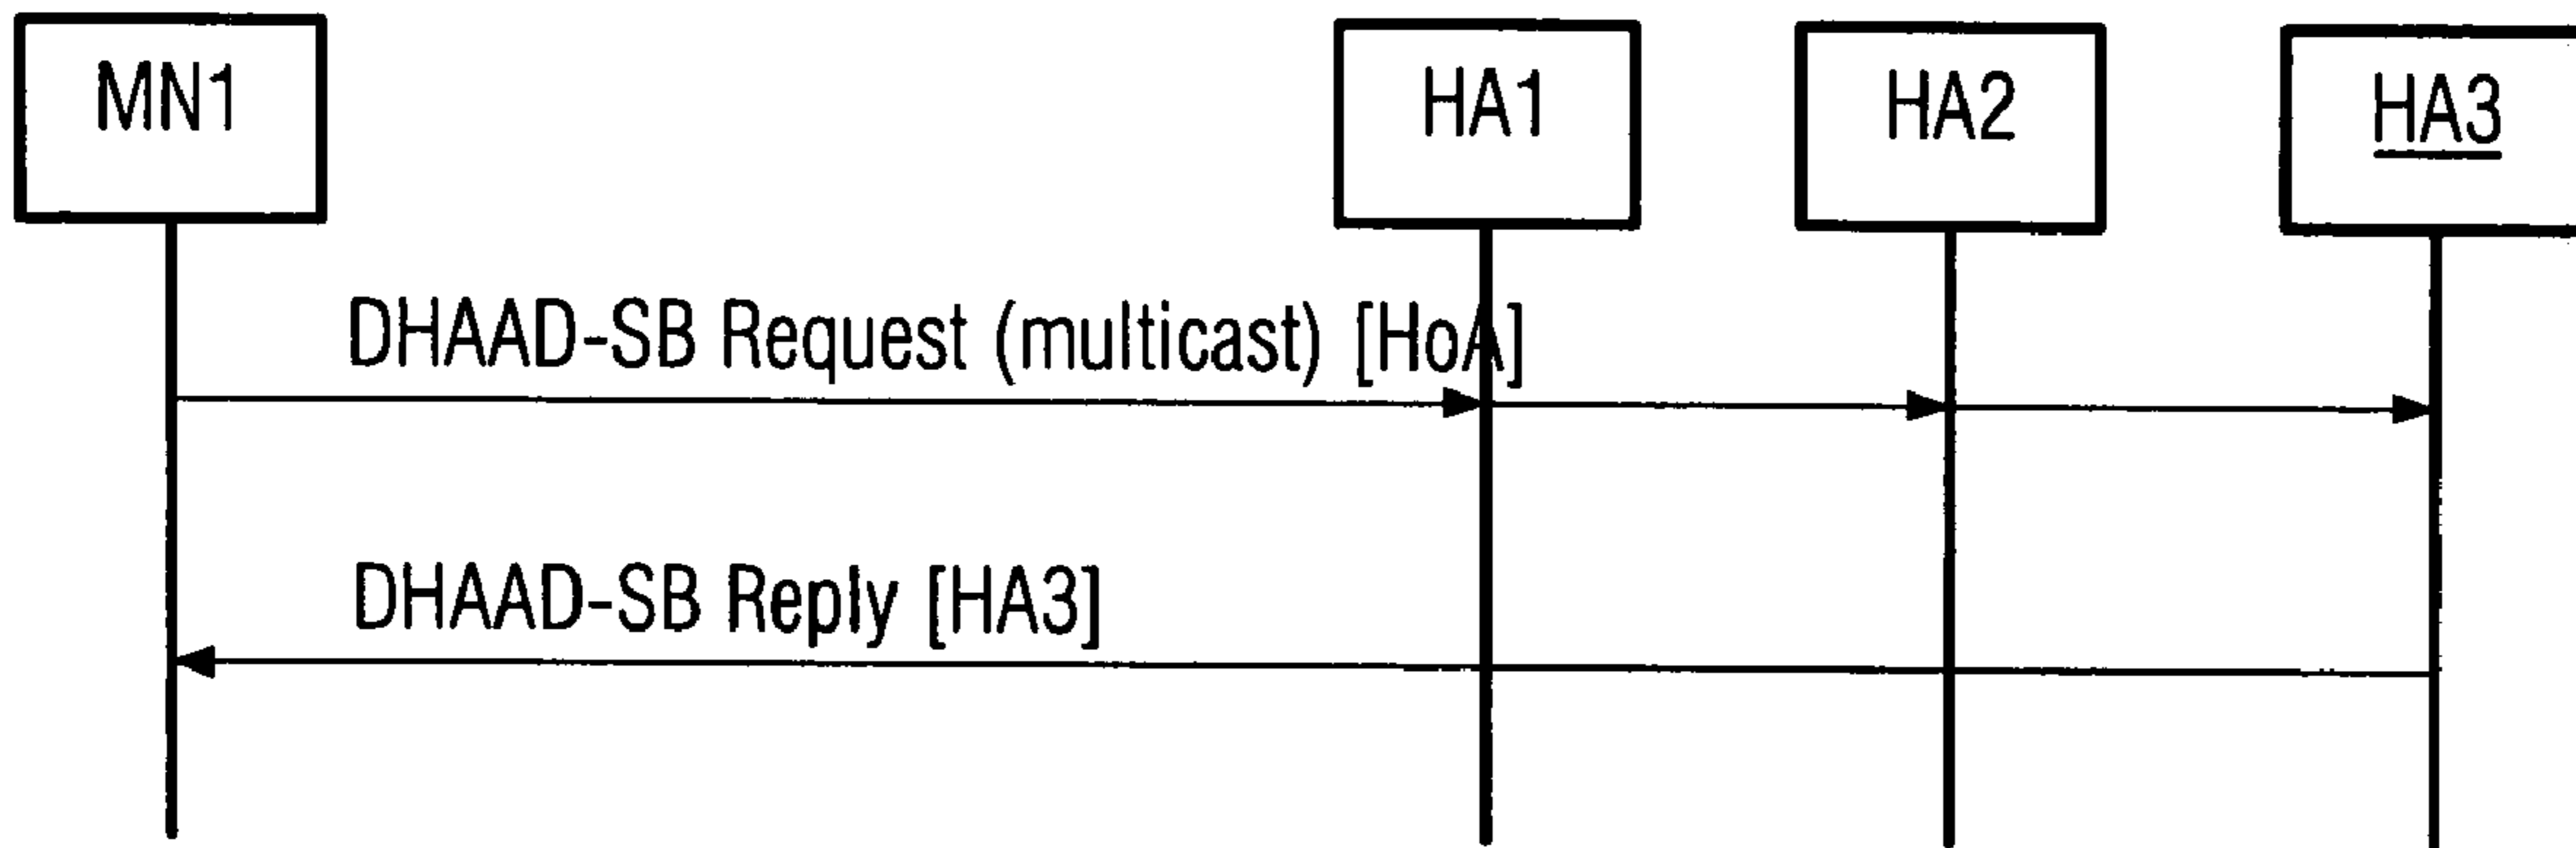 MN1
HA1
HA2
HA3
DHAAD-SB Request (multicast) [HoA]
DHAAD-SB Reply [HA3]